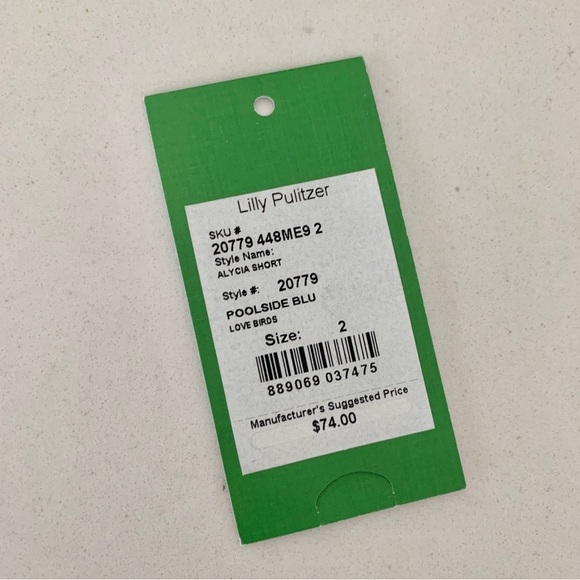 Lilly Pulitzer
SKU #
20779 448ME9 2
Style Name:
ALYCIA SHORT
Style #: 20779
POOLSIDE BLU
LOVE BIRDS
Size: 2
889069 037475
Manufacturer's Suggested Price
$74.00